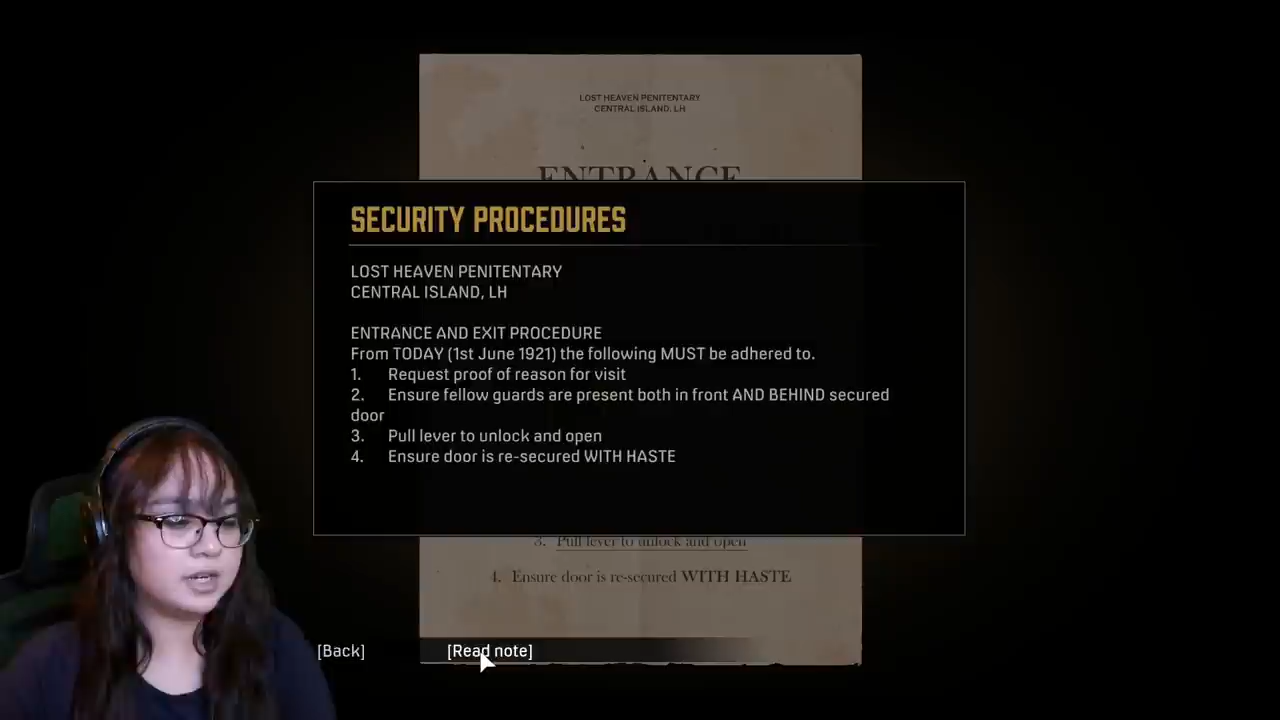 LOST HEAVEN PENITENTARY
CENTRAL ISLAND, LH
ENTRANCE
SECURITY PROCEDURES
LOST HEAVEN PENITENTARY
CENTRAL ISLAND, LH
ENTRANCE AND EXIT PROCEDURE
From TODAY (1st June 1921) the following MUST be adhered to.
1. Request proof of reason for visit
2. Ensure fellow guards are present both in front AND BEHIND secured
door
3. Pull lever to unlock and open
4. Ensure door is re-secured WITH HASTE
3. Pull lever to unlock and open
4. Ensure door is re-secured WITH HASTE
[Back] [Read note]